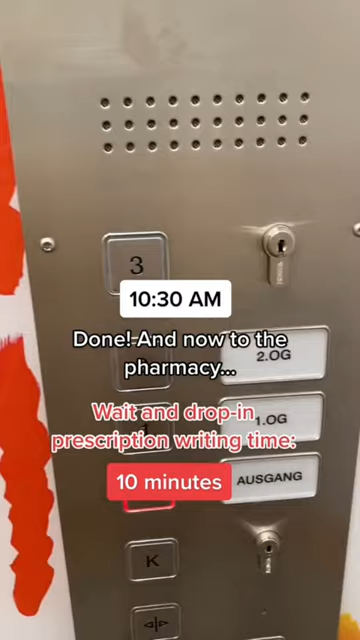 3
10:30 AM
Done! And now to the
pharmacy...
2.OG
Wait and drop-in
prescription writing time:
1
1.OG
10 minutes
AUSGANG
K